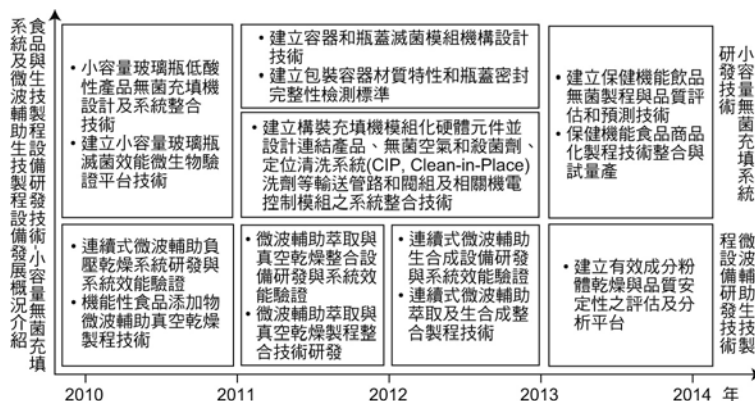 食品與生技製程設備研發技術-小容量無菌充填
系統及微波輔助生技製程設備發展概況介紹
• 小容量玻璃瓶低酸
性產品無菌充填機
設計及系統整合
技術
• 建立小容量玻璃瓶
滅菌效能微生物驗
證平台技術
• 建立容器和瓶蓋滅菌模組機構設計
技術
• 建立包裝容器材質特性和瓶蓋密封
完整性檢測標準
• 建立構裝充填機模組化硬體元件並
設計連結產品、無菌空氣和殺菌劑、
定位清洗系統(CIP, Clean-in-Place)
洗劑等輸送管路和閥組及相關機電
控制模組之系統整合技術
• 建立保健機能飲品
無菌製程與品質評
估和預測技術
• 保健機能食品商品
化製程技術整合與
試量產
小容量無菌充填系統
研發技術
• 連續式微波輔助負
壓乾燥系統研發與
系統效能驗證
• 機能性食品添加物
微波輔助真空乾燥
製程技術
• 微波輔助萃取與
真空乾燥整合設
備研發與系統效
能驗證
• 微波輔助萃取與
真空乾燥製程整
合技術研發
• 連續式微波輔助
生合成設備研發
與系統效能驗證
• 連續式微波輔助
萃取及生合成整
合製程技術
• 建立有效成分粉
體乾燥與品質安
定性之評估及分
析平台
微波輔助生技製
程設備研發技術
2010 2011 2012 2013 2014 年